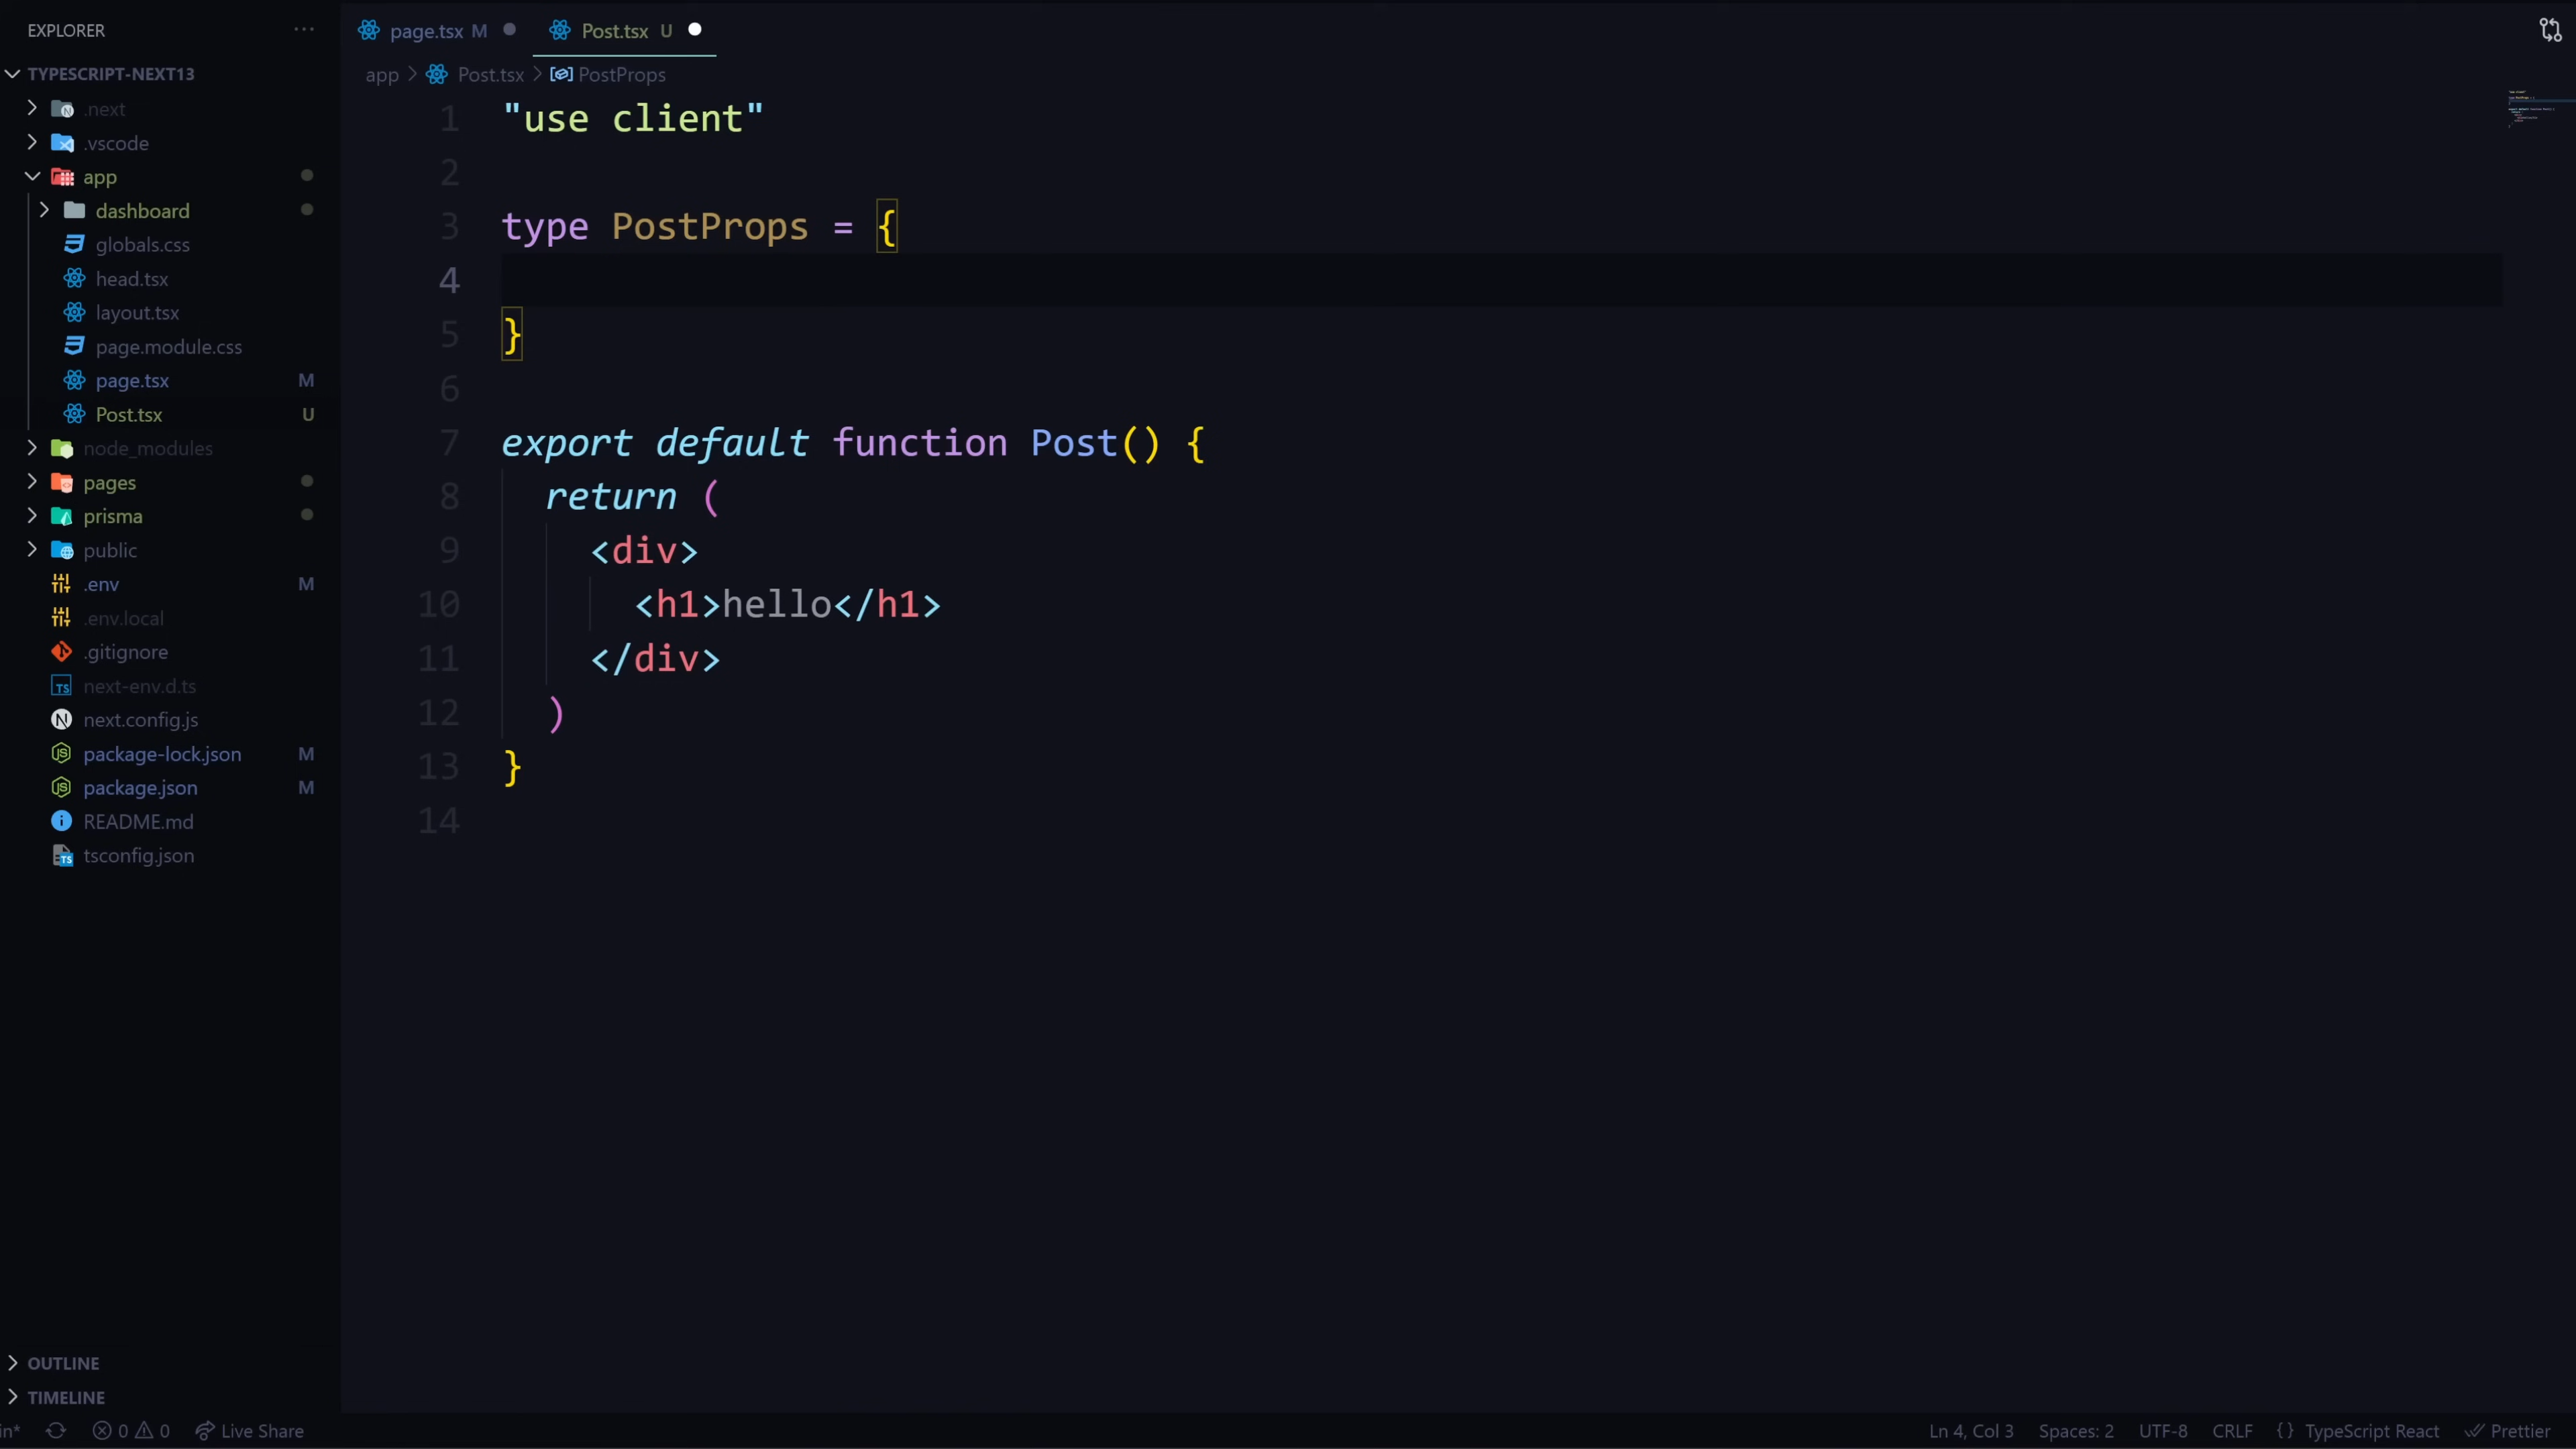 EXPLORER
TYPESCRIPT-NEXT13
.next
.vscode
app
dashboard
globals.css
head.tsx
layout.tsx
page.module.css
page.tsx M
Post.tsx U
node_modules
pages
prisma
public
.env M
.env.local
.gitignore
next-env.d.ts
next.config.js
package-lock.json M
package.json M
README.md
tsconfig.json
OUTLINE
TIMELINE
page.tsx M
Post.tsx U
app > Post.tsx > PostProps
1 "use client"
2
3 type PostProps = {
4
5 }
6
7 export default function Post() {
8 return (
9 <div>
10 <h1>hello</h1>
11 </div>
12 )
13 }
14
in* 0 0 Live Share
Ln 4, Col 3 Spaces: 2 UTF-8 CRLF {} TypeScript React Prettier